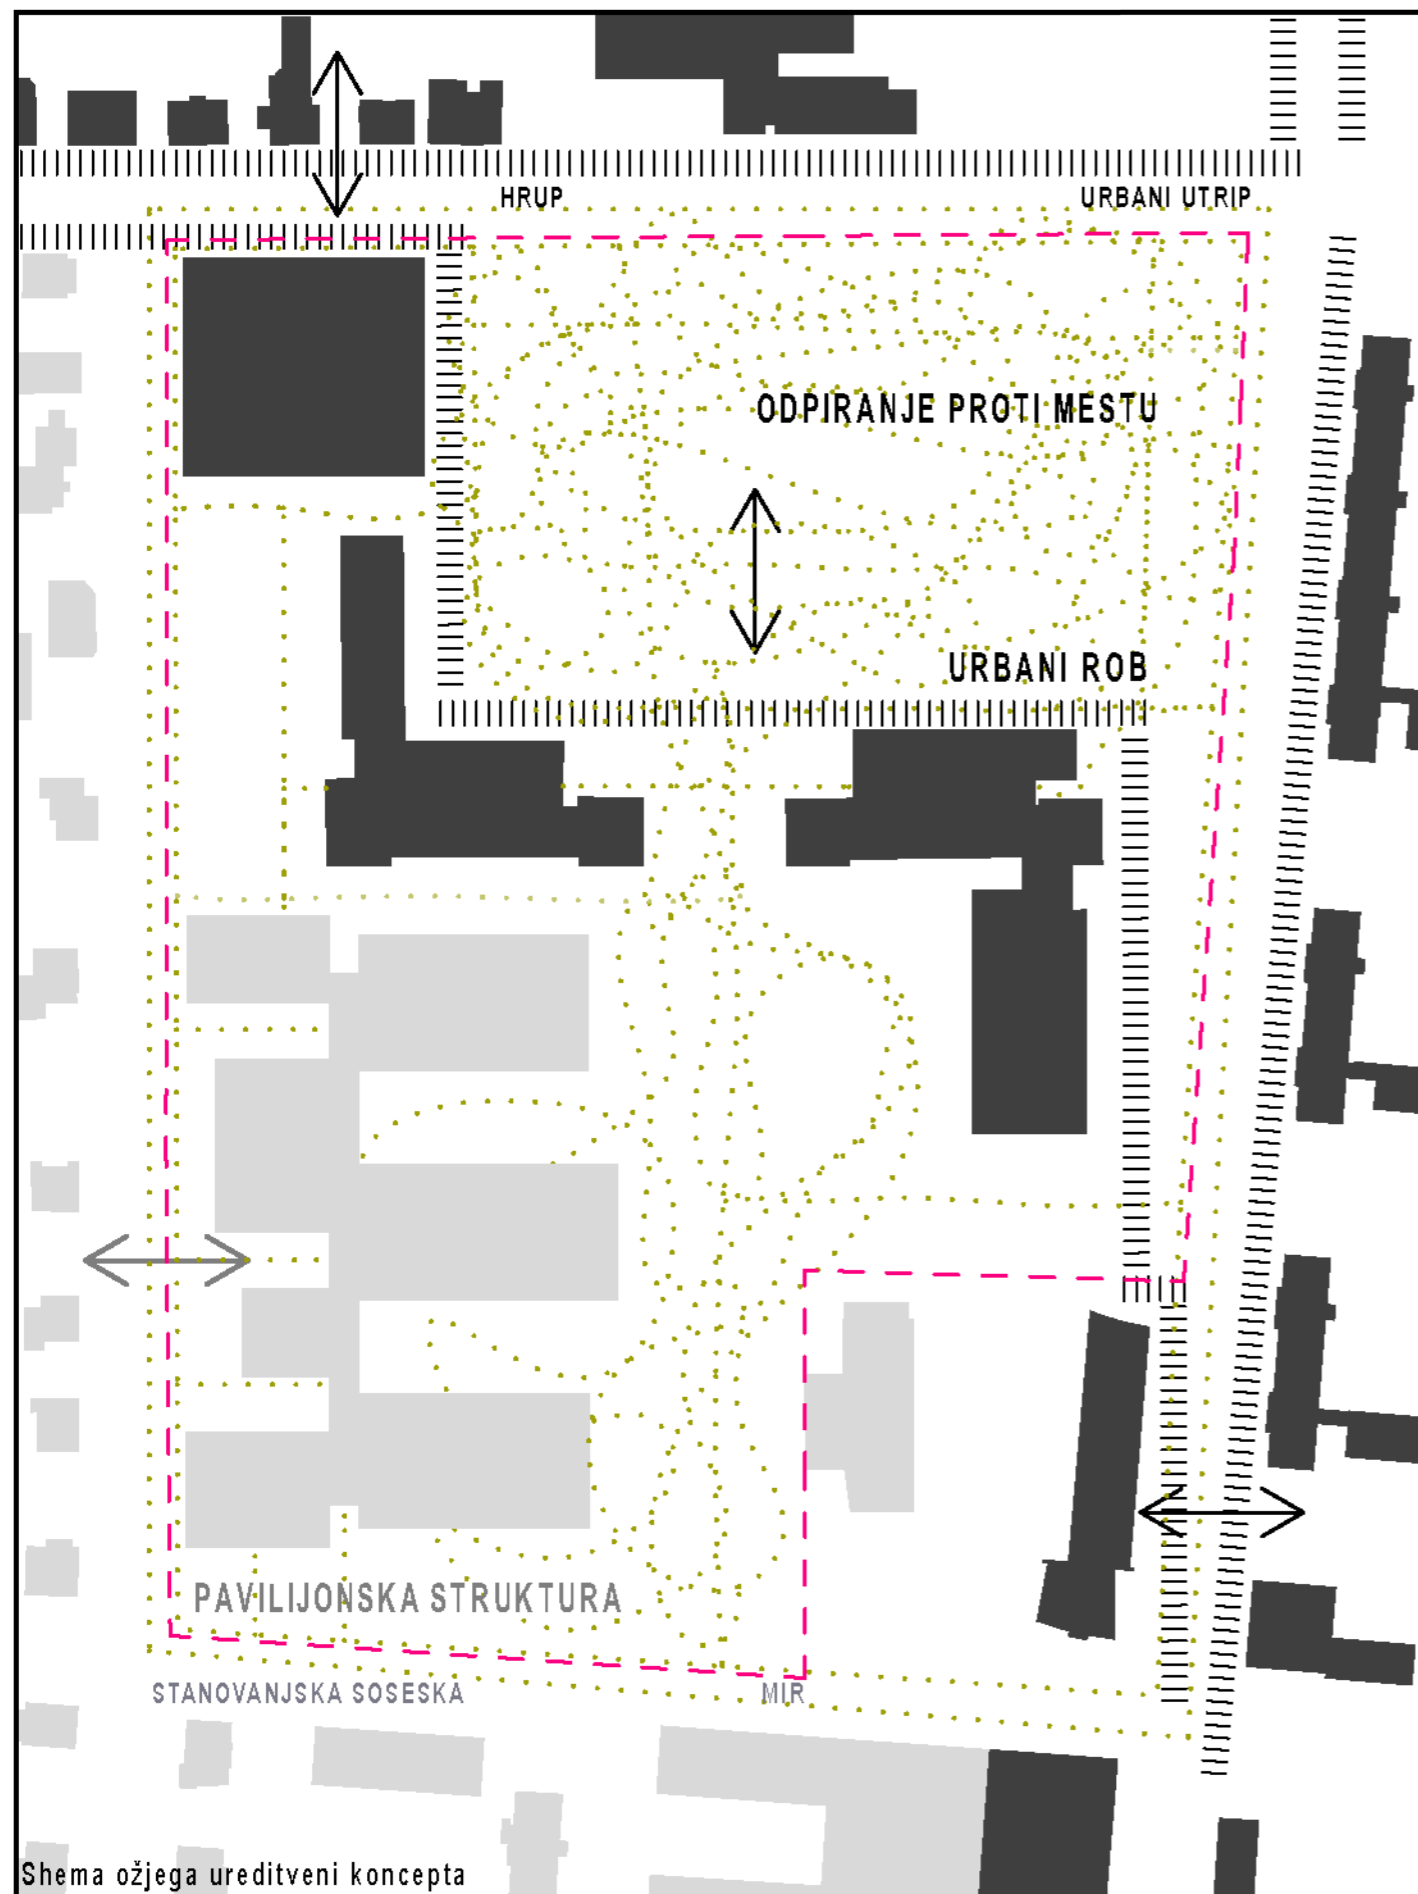 HRUP
URBANI UTRIP
ODPIRANJE PROTI MESTU
URBANI ROB
PAVILIJONSKA STRUKTURA
STANOVANJSKA SOSESKA
MIR
Shema ožjega ureditveni koncepta